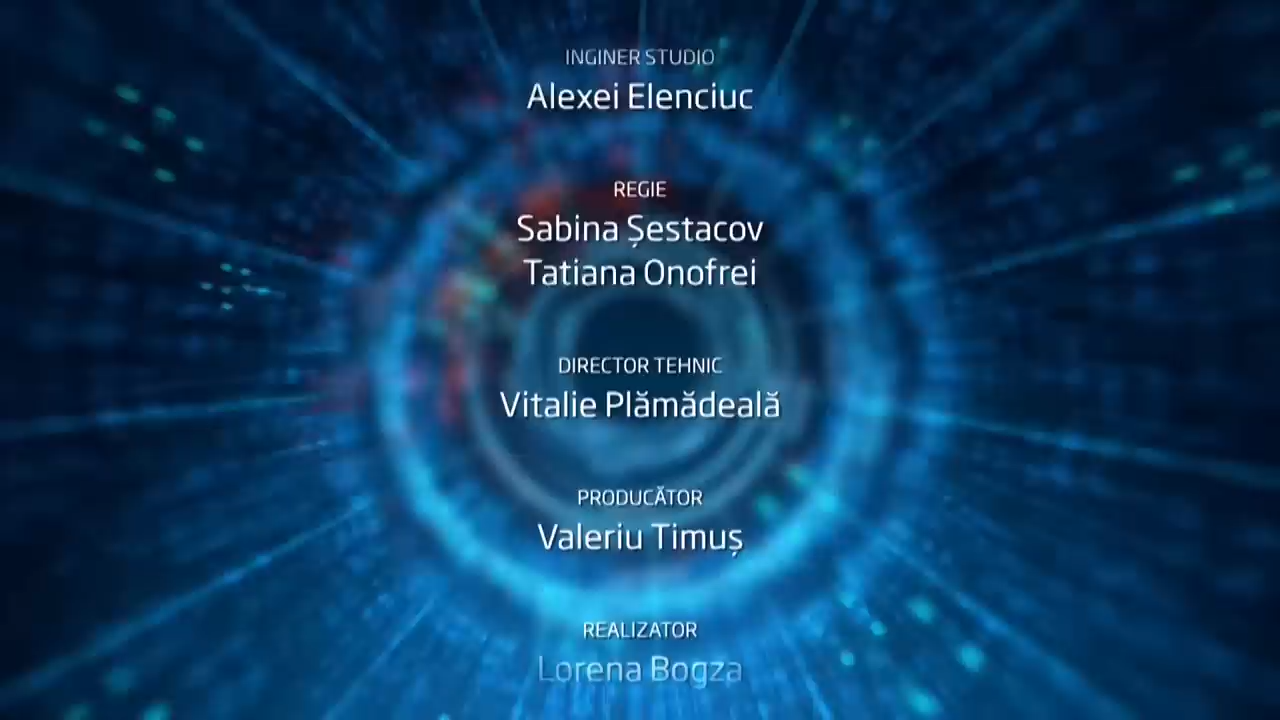 INGINER STUDIO
Alexei Elenciuc
REGIE
Sabina Șestacov
Tatiana Onofrei
DIRECTOR TEHNIC
Vitalie Plămădeală
PRODUCĂTOR
Valeriu Timuș
REALIZATOR
Lorena Bogza